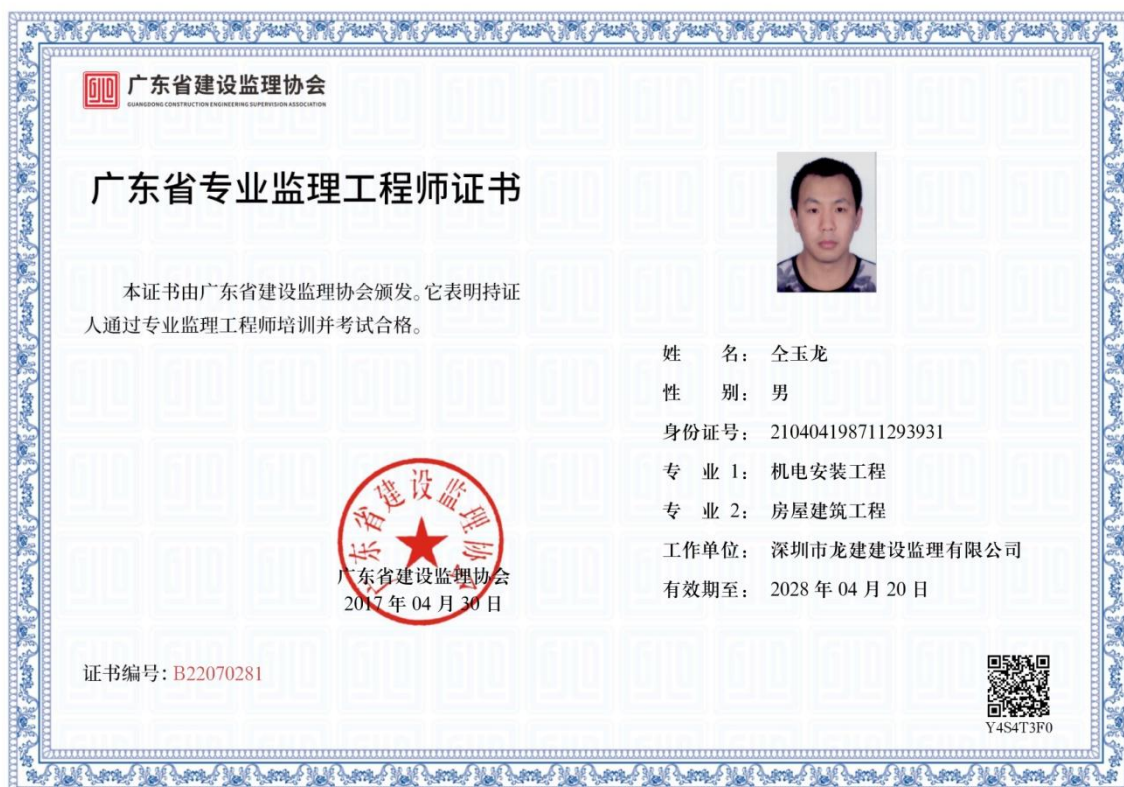 广东省建设监理协会
GUANGDONG CONSTRUCTION ENGINEERING SUPERVISION ASSOCIATION
广东省专业监理工程师证书
本证书由广东省建设监理协会颁发。它表明持证
人通过专业监理工程师培训并考试合格。
姓 名： 仝玉龙
性 别： 男
身份证号： 210404198711293931
专 业 1： 机电安装工程
专 业 2： 房屋建筑工程
工作单位： 深圳市龙建建设监理有限公司
有效期至： 2028 年 04 月 20 日
广东省建设监理协会
广东省建设监理协会
2017 年 04 月 30 日
证书编号：B22070281
Y4S4T3F0